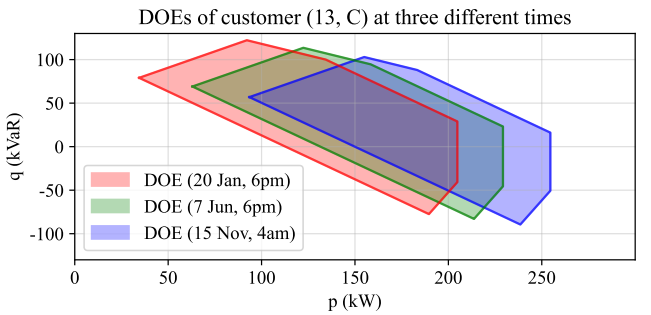 DOEs of customer (13, C) at three different times
q (kVaR)
100
50
0
-50
-100
DOE (20 Jan, 6pm)
DOE (7 Jun, 6pm)
DOE (15 Nov, 4am)
0 50 100 150 200 250
p (kW)